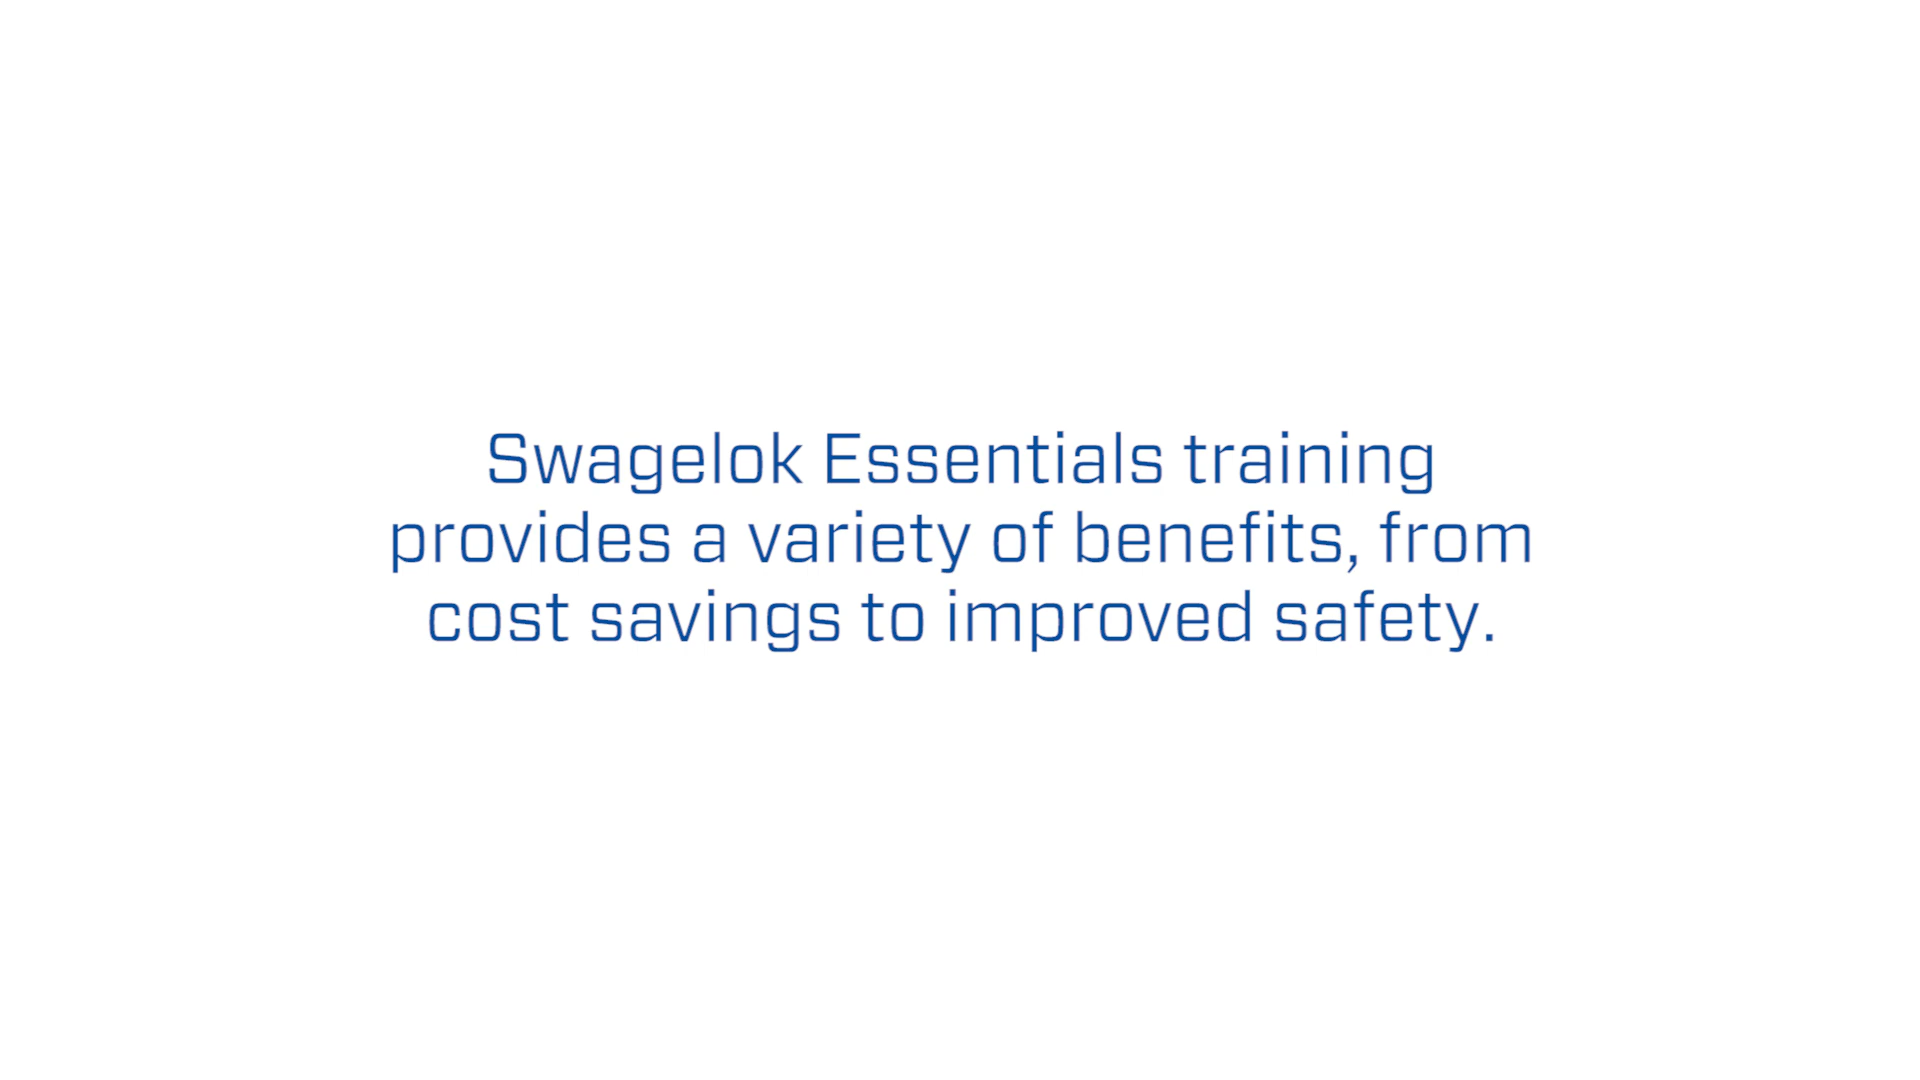 Swagelok Essentials training
provides a variety of benefits, from
cost savings to improved safety.